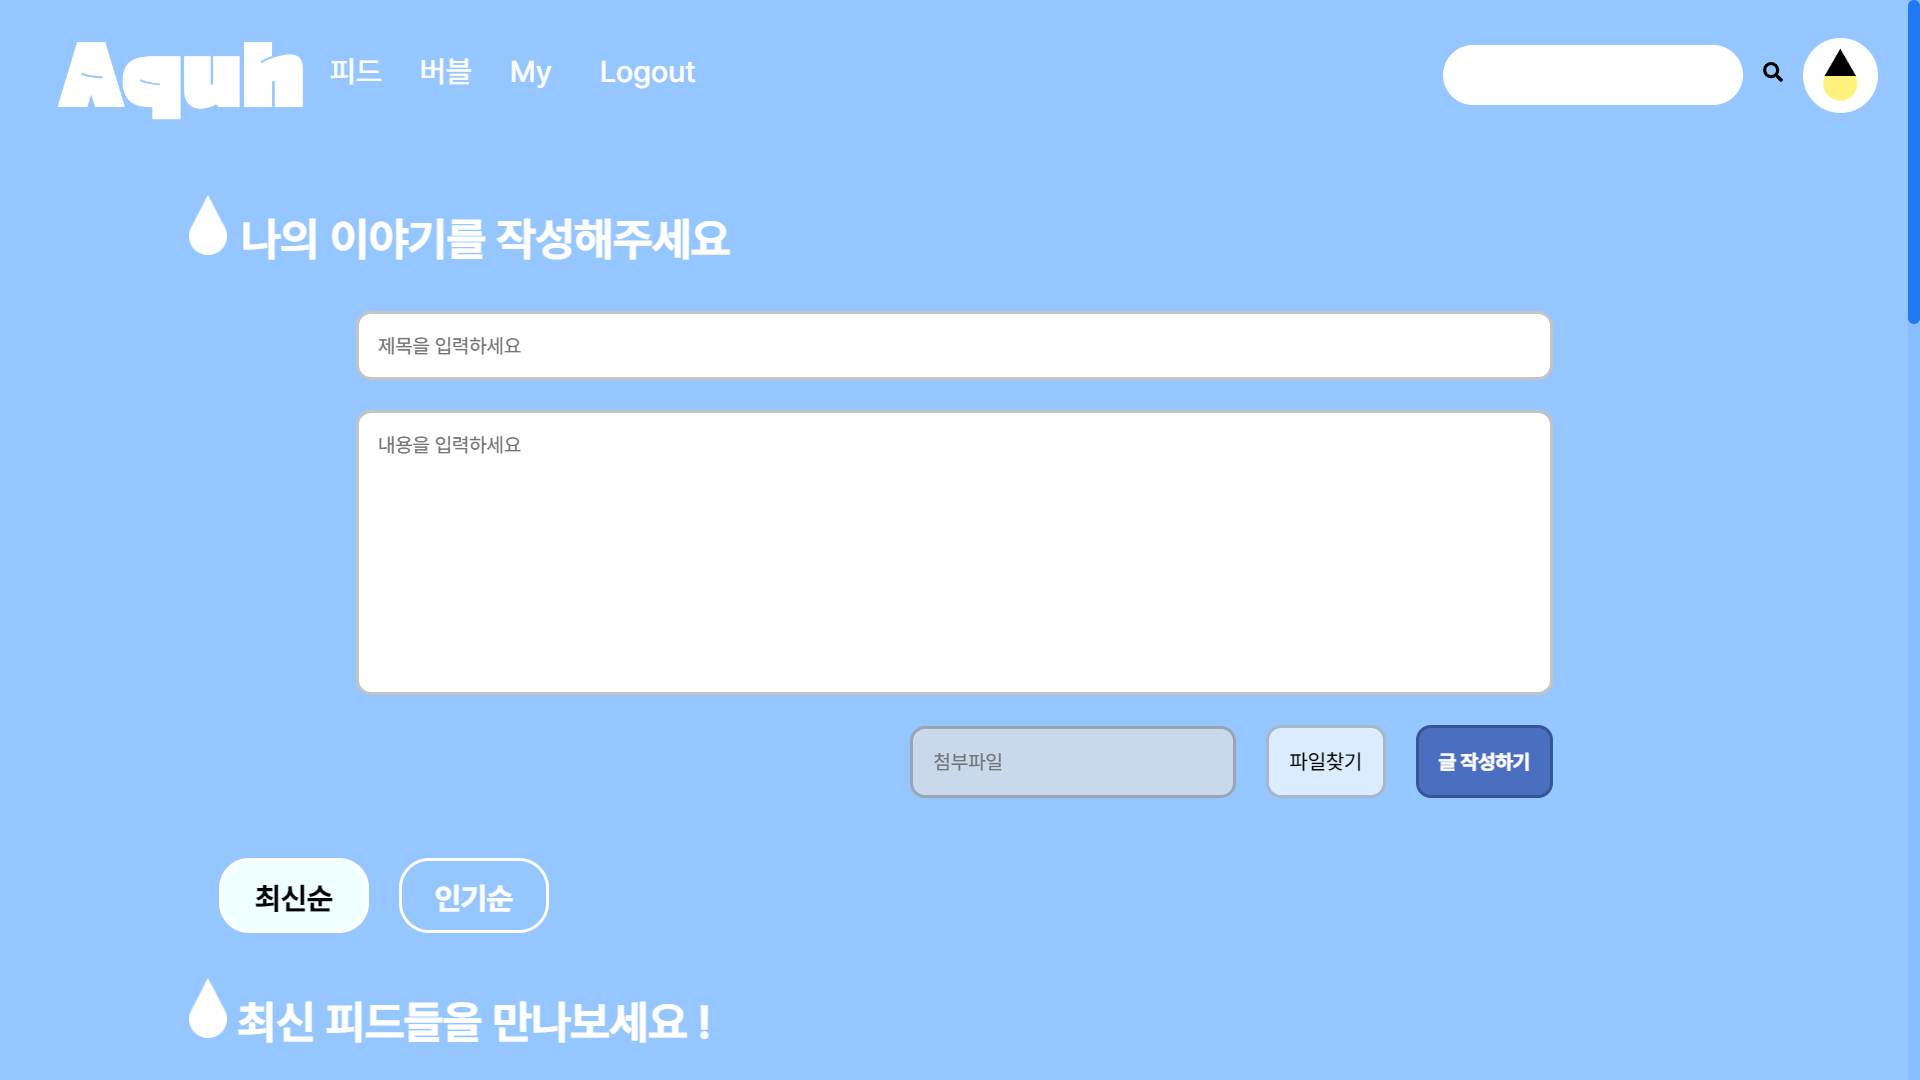 Aquh
피드 버블 My Logout
나의 이야기를 작성해주세요
제목을 입력하세요
내용을 입력하세요
첨부파일 파일찾기 글 작성하기
최신순 인기순
최신 피드들을 만나보세요 !